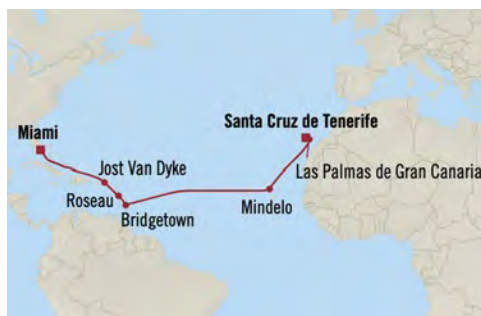 Santa Cruz de Tenerife
Miami
Las Palmas de Gran Canaria
Jost Van Dyke
Roseau
Mindelo
Bridgetown